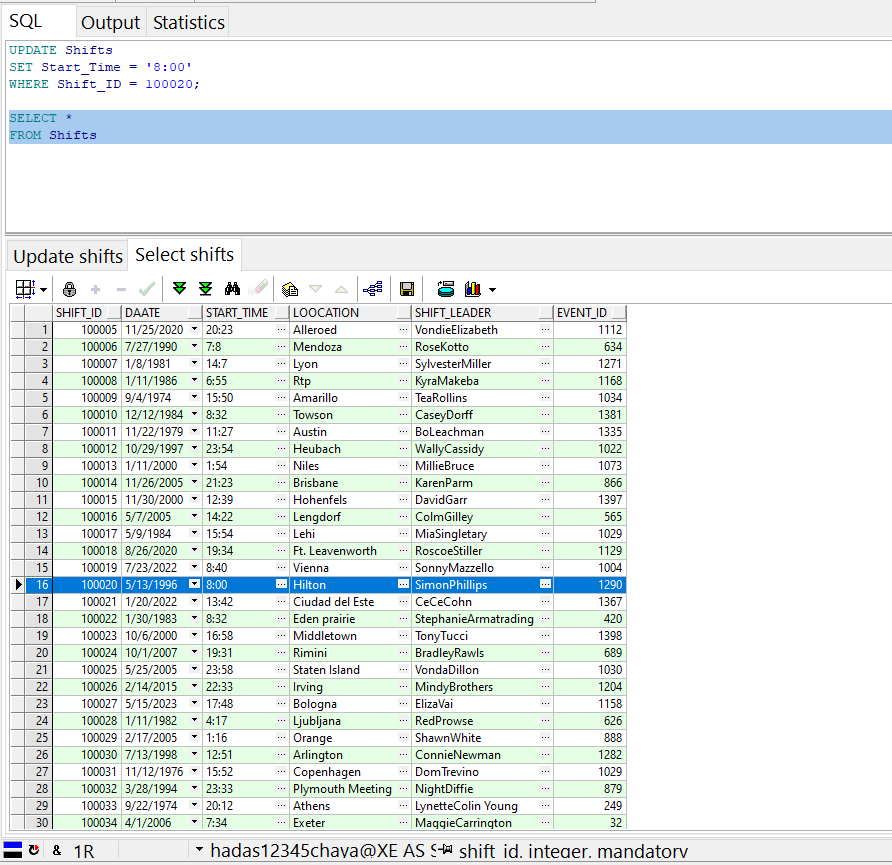 SQL Output Statistics
UPDATE Shifts
SET Start_Time = '8:00'
WHERE Shift_ID = 100020;
SELECT *
FROM Shifts
Update shifts Select shifts
SHIFT_ID DAATE START_TIME LOOCATION SHIFT_LEADER EVENT_ID
1 100005 11/25/2020 20:23 Alleroed VondieElizabeth 1112
2 100006 7/27/1990 7:8 Mendoza RoseKotto 634
3 100007 1/8/1981 14:7 Lyon SylvesterMiller 1271
4 100008 1/11/1986 6:55 Rtp KyraMakeba 1168
5 100009 9/4/1974 15:50 Amarillo TeaRollins 1034
6 100010 12/12/1984 8:32 Towson CaseyDorff 1381
7 100011 11/22/1979 11:27 Austin BoLeachman 1335
8 100012 10/29/1997 23:54 Heubach WallyCassidy 1022
9 100013 1/11/2000 1:54 Niles MillieBruce 1073
10 100014 11/26/2005 21:23 Brisbane KarenParm 866
11 100015 11/30/2000 12:39 Hohenfels DavidGarr 1397
12 100016 5/7/2005 14:22 Lengdorf ColmGilley 565
13 100017 5/9/1984 15:54 Lehi MiaSingletary 1029
14 100018 8/26/2020 19:34 Ft. Leavenworth RoscoeStiller 1129
15 100019 7/23/2022 8:40 Vienna SonnyMazzello 1004
16 100020 5/13/1996 8:00 Hilton SimonPhillips 1290
17 100021 1/20/2022 13:42 Ciudad del Este CeCeCohn 1367
18 100022 1/30/1983 8:32 Eden prairie StephanieArmatrading 420
19 100023 10/6/2000 16:58 Middletown TonyTucci 1398
20 100024 10/1/2007 19:31 Rimini BradleyRawls 689
21 100025 5/25/2005 23:58 Staten Island VondaDillon 1030
22 100026 2/14/2015 22:33 Irving MindyBrothers 1204
23 100027 5/15/2023 17:48 Bologna ElizaVai 1158
24 100028 1/11/1982 4:17 Ljubljana RedProwse 626
25 100029 2/17/2005 1:16 Orange ShawnWhite 888
26 100030 7/13/1998 12:51 Arlington ConnieNewman 1282
27 100031 11/12/1976 15:52 Copenhagen DomTrevino 1029
28 100032 3/28/1994 23:33 Plymouth Meeting NightDiffie 879
29 100033 9/22/1974 20:12 Athens LynetteColin Young 249
30 100034 4/1/2006 7:34 Exeter MaggieCarrington 32
& 1R hadas12345chava@XE AS S shift_id, integer, mandatory